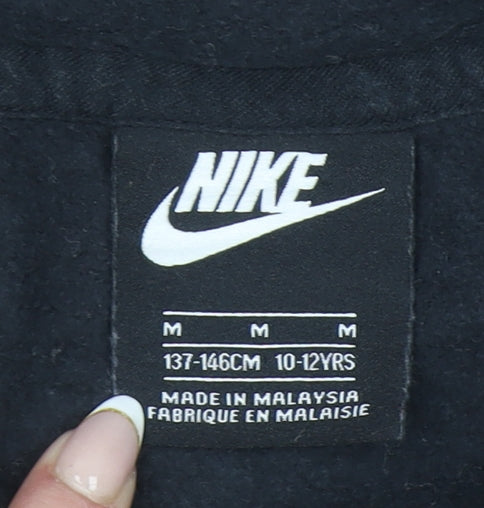 NIKE
M M M
137-146CM 10-12YRS
MADE IN MALAYSIA
FABRIQUE EN MALAISIE